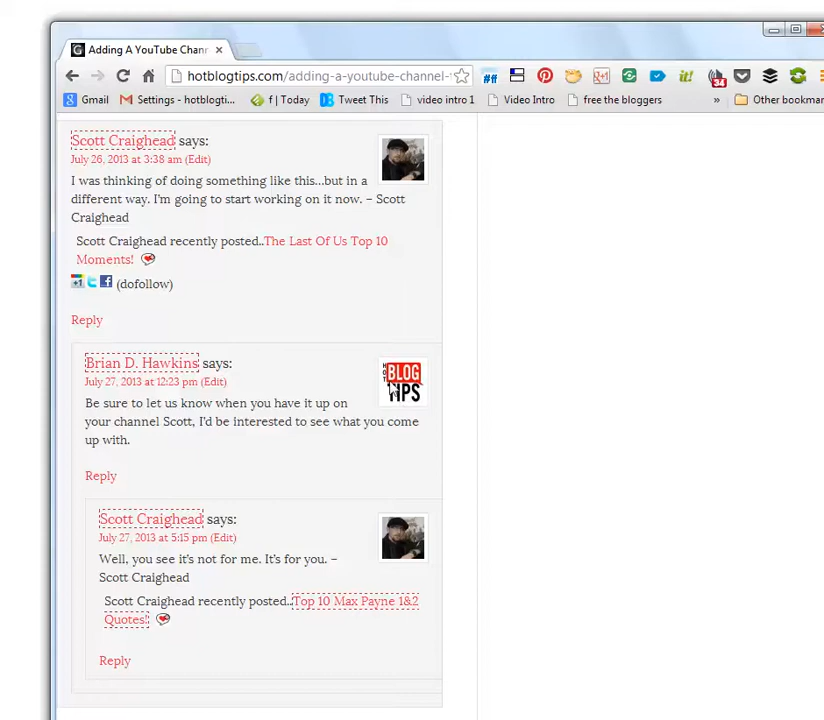 Adding A YouTube Chann
hotblogtips.com/adding-a-youtube-channel-
#ff
+1
it!
34
Gmail
Settings - hotblogti...
f | Today
Tweet This
video intro 1
Video Intro
free the bloggers
»
Other bookmar
Scott Craighead says:
July 26, 2013 at 3:38 am (Edit)
I was thinking of doing something like this...but in a
different way. I'm going to start working on it now. – Scott
Craighead
Scott Craighead recently posted..The Last Of Us Top 10
Moments!
+1
(dofollow)
Reply
Brian D. Hawkins says:
July 27, 2013 at 12:23 pm (Edit)
HOT
BLOG
TIPS
Be sure to let us know when you have it up on
your channel Scott, I'd be interested to see what you come
up with.
Reply
Scott Craighead says:
July 27, 2013 at 5:15 pm (Edit)
Well, you see it's not for me. It's for you. –
Scott Craighead
Scott Craighead recently posted..Top 10 Max Payne 1&2
Quotes!
Reply